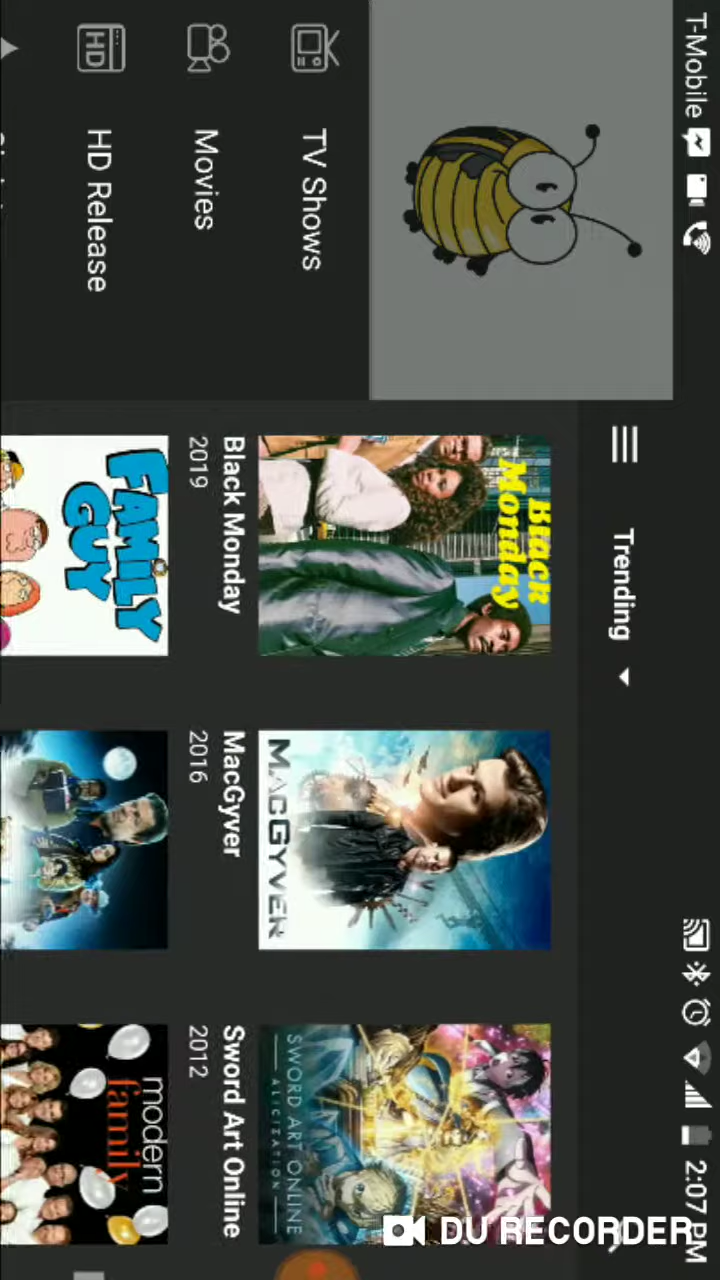 T-Mobile
2:07 PM
TV Shows
Movies
HD
HD Release
Trending
Black
Monday
MACGYVER
SWORD ART ONLINE
ALICIZATION
Black Monday
2019
MacGyver
2016
Sword Art Online
2012
FAMILY
GUY
modern
family
DU RECORDER